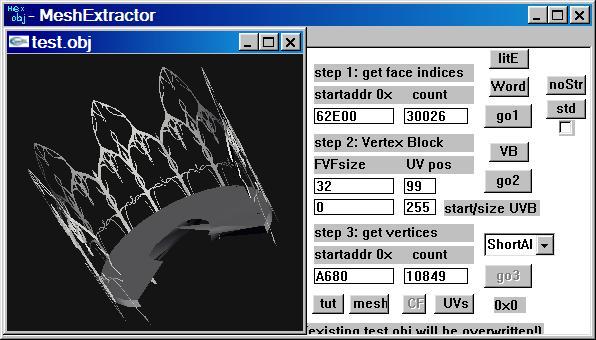 Hex obj - MeshExtractor
test.obj
step 1: get face indices
startaddr 0x count
62E00 30026
step 2: Vertex Block
FVFsize UV pos
32 99
0 255 start/size UVB
step 3: get vertices
startaddr 0x count
A680 10849
tut mesh CF UVs 0x0
existing test obj will be overwritten!)
litE
Word
go1
noStr
std
VB
go2
ShortAl
go3